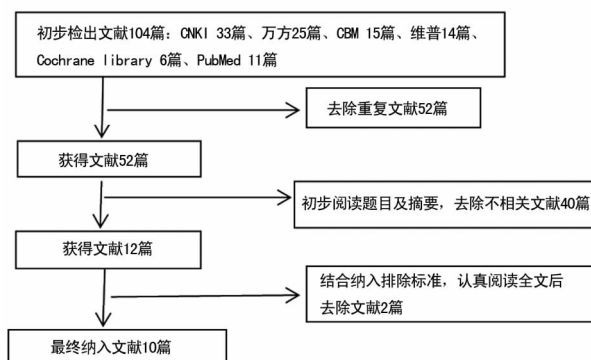 初步检出文献104篇：CNKI 33篇、万方25篇、CBM 15篇、维普14篇、
Cochrane library 6篇、PubMed 11篇
去除重复文献52篇
获得文献52篇
初步阅读题目及摘要，去除不相关文献40篇
获得文献12篇
结合纳入排除标准，认真阅读全文后
去除文献2篇
最终纳入文献10篇